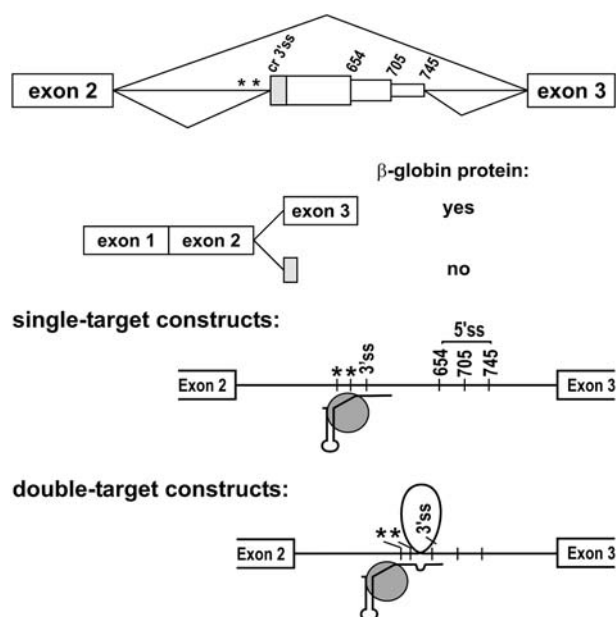 cr 3'ss
654
705
745
* *
exon 2
exon 3
β-globin protein:
exon 3
yes
exon 1
exon 2
no
single-target constructs:
5'ss
* *
3'ss
654
705
745
Exon 2
Exon 3
double-target constructs:
3'ss
* *
Exon 2
Exon 3